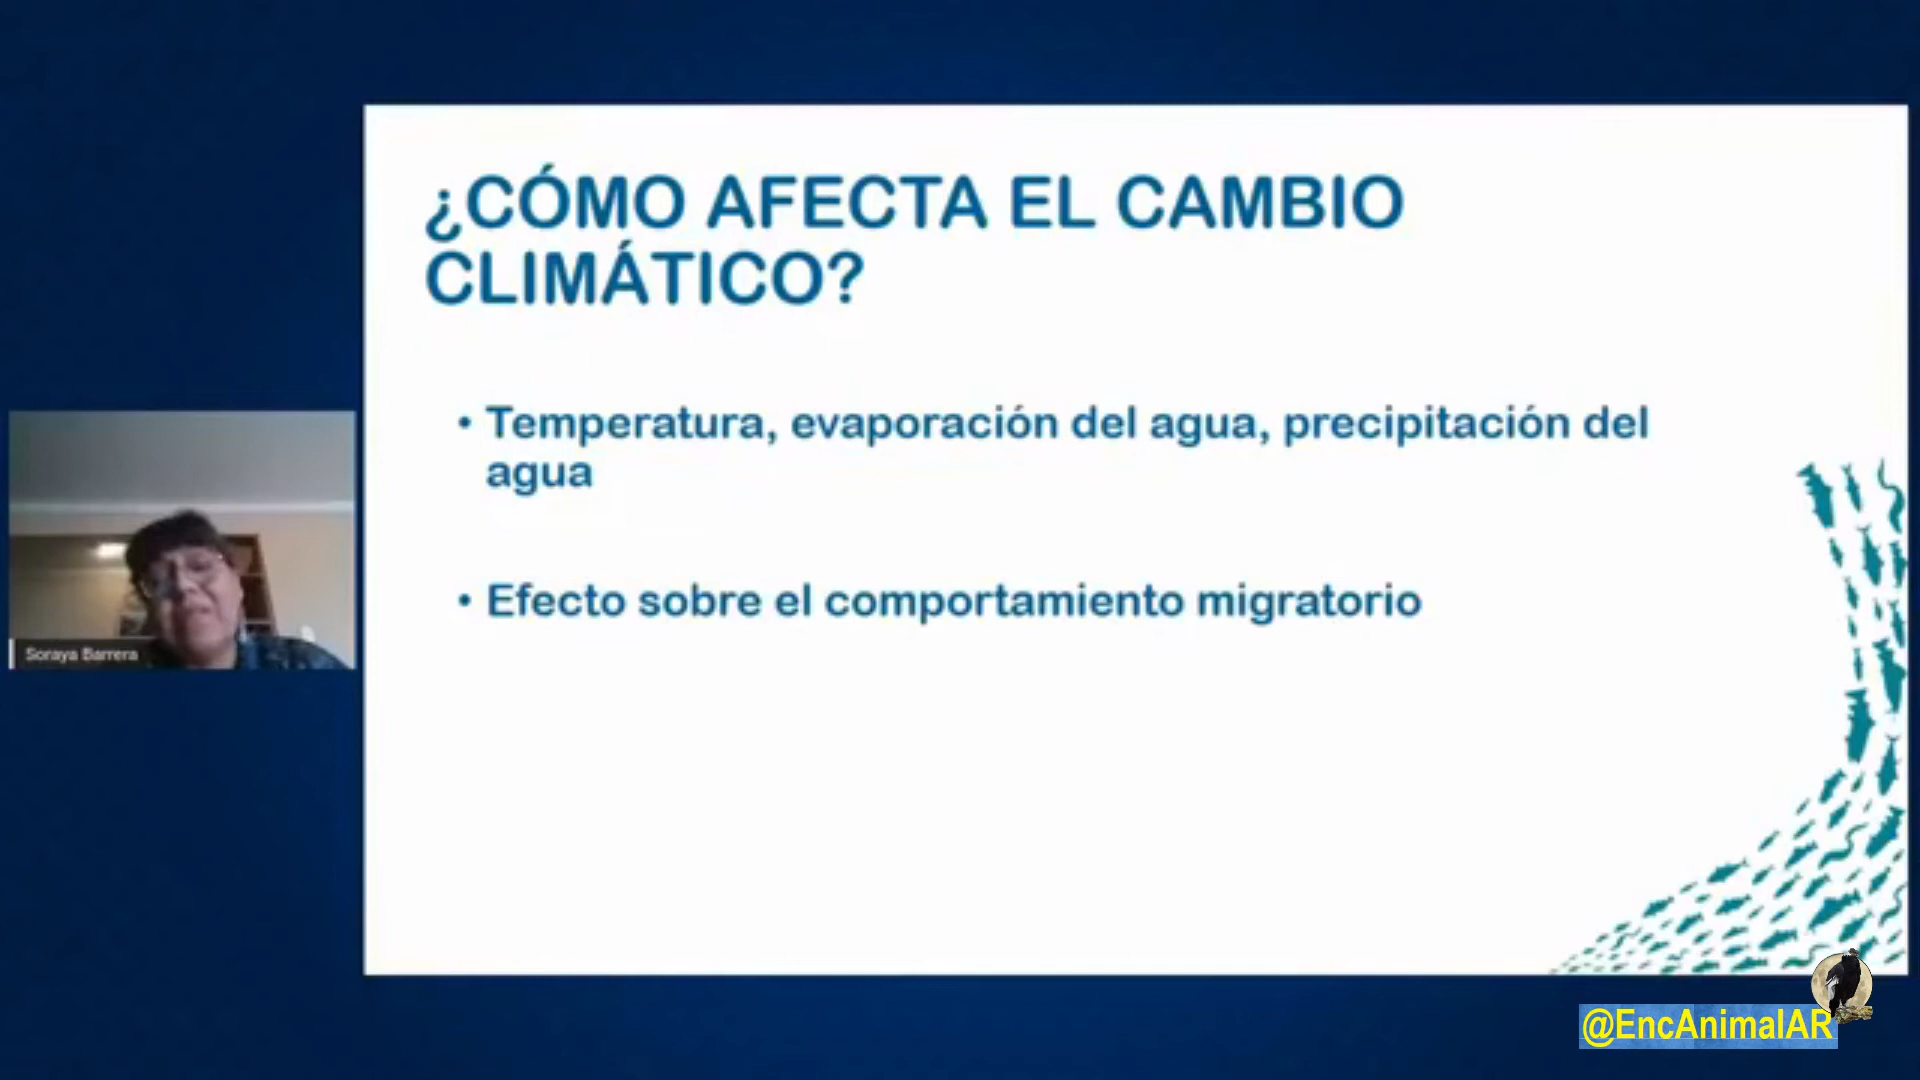 ¿CÓMO AFECTA EL CAMBIO
CLIMÁTICO?
• Temperatura, evaporación del agua, precipitación del
agua
• Efecto sobre el comportamiento migratorio
Soraya Barrera
@EncAnimalAR